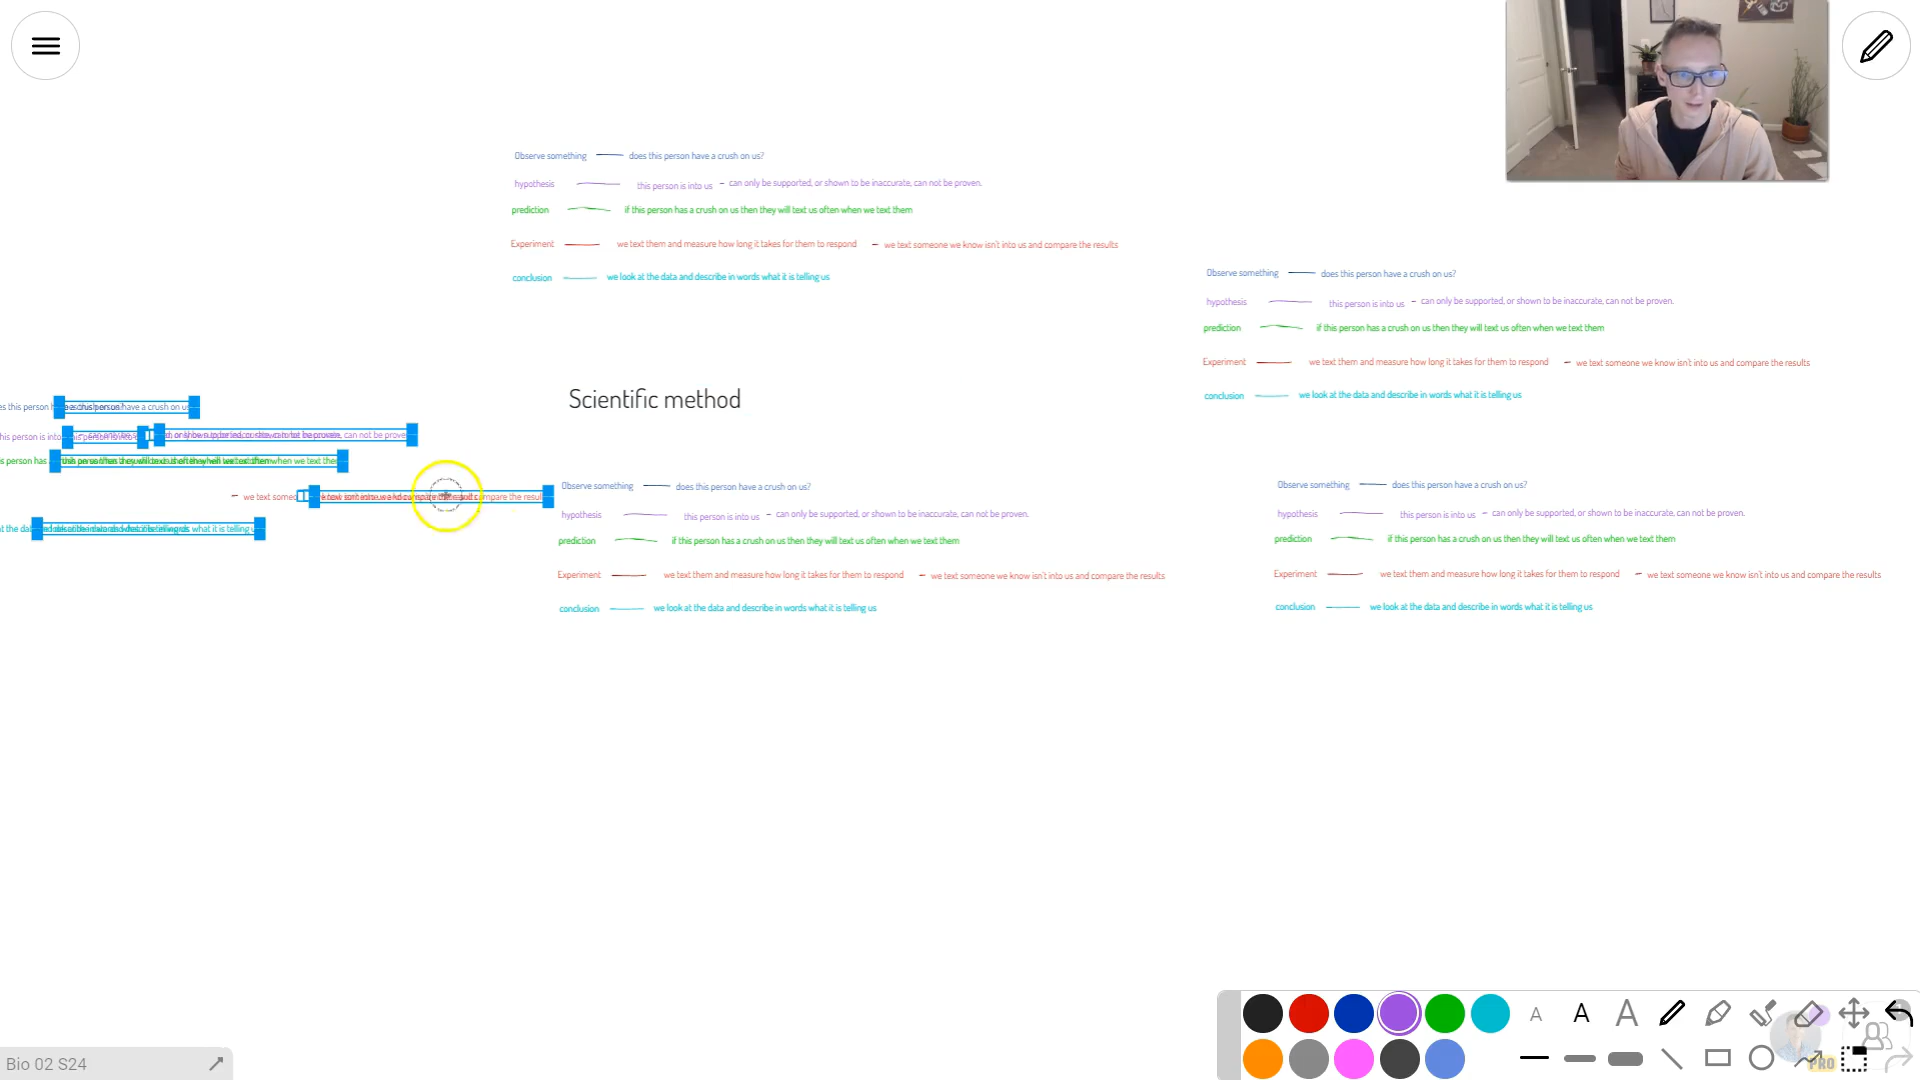 Observe something does this person have a crush on us?
hypothesis this person is into us - can only be supported, or shown to be inaccurate, can not be proven.
prediction if this person has a crush on us then they will text us often when we text them
Experiment we text them and measure how long it takes for them to respond - we text someone we know isn't into us and compare the results
conclusion we look at the data and describe in words what it is telling us
Observe something does this person have a crush on us?
hypothesis this person is into us - can only be supported, or shown to be inaccurate, can not be proven.
prediction if this person has a crush on us then they will text us often when we text them
Experiment we text them and measure how long it takes for them to respond - we text someone we know isn't into us and compare the results
conclusion we look at the data and describe in words what it is telling us
Scientific method
Observe something does this person have a crush on us?
hypothesis this person is into us - can only be supported, or shown to be inaccurate, can not be proven.
prediction if this person has a crush on us then they will text us often when we text them
Experiment we text them and measure how long it takes for them to respond - we text someone we know isn't into us and compare the results
conclusion we look at the data and describe in words what it is telling us
Observe something does this person have a crush on us?
hypothesis this person is into us - can only be supported, or shown to be inaccurate, can not be proven.
prediction if this person has a crush on us then they will text us often when we text them
Experiment we text them and measure how long it takes for them to respond - we text someone we know isn't into us and compare the results
conclusion we look at the data and describe in words what it is telling us
A A A
PRO
Bio 02 S24